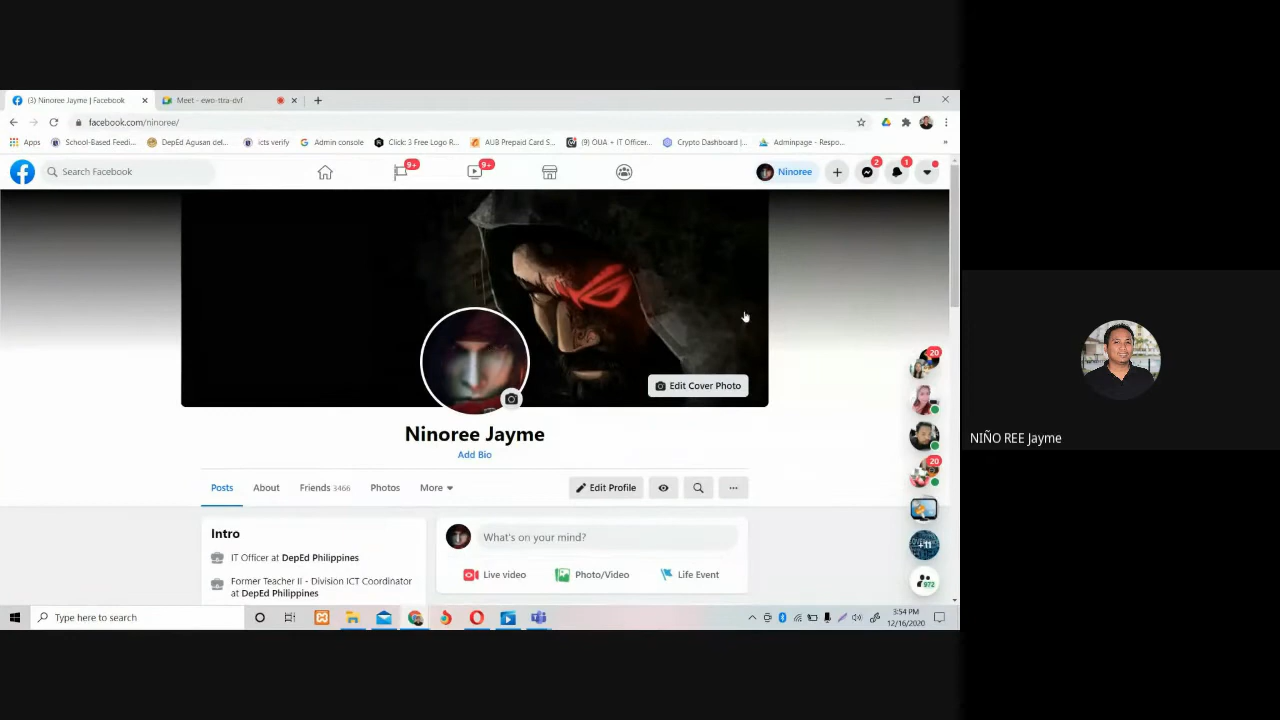 (3) Ninoree Jayme | Facebook
Meet - ewo-ttra-dvf
facebook.com/ninoree/
Apps
School-Based Feedi...
DepEd Agusan del...
icts verify
Admin console
Click: 3 Free Logo R...
AUB Prepaid Card S...
(9) OUA + IT Officer...
Crypto Dashboard |...
Adminpage - Respo...
»
Search Facebook
9+
9+
Ninoree
2
1
Edit Cover Photo
20
Ninoree Jayme
Add Bio
20
Posts
About
Friends 3466
Photos
More
Edit Profile
Intro
IT Officer at DepEd Philippines
Former Teacher II - Division ICT Coordinator
at DepEd Philippines
What's on your mind?
Live video
Photo/Video
Life Event
+11
972
Type here to search
3:54 PM
12/16/2020
NIÑO REE Jayme